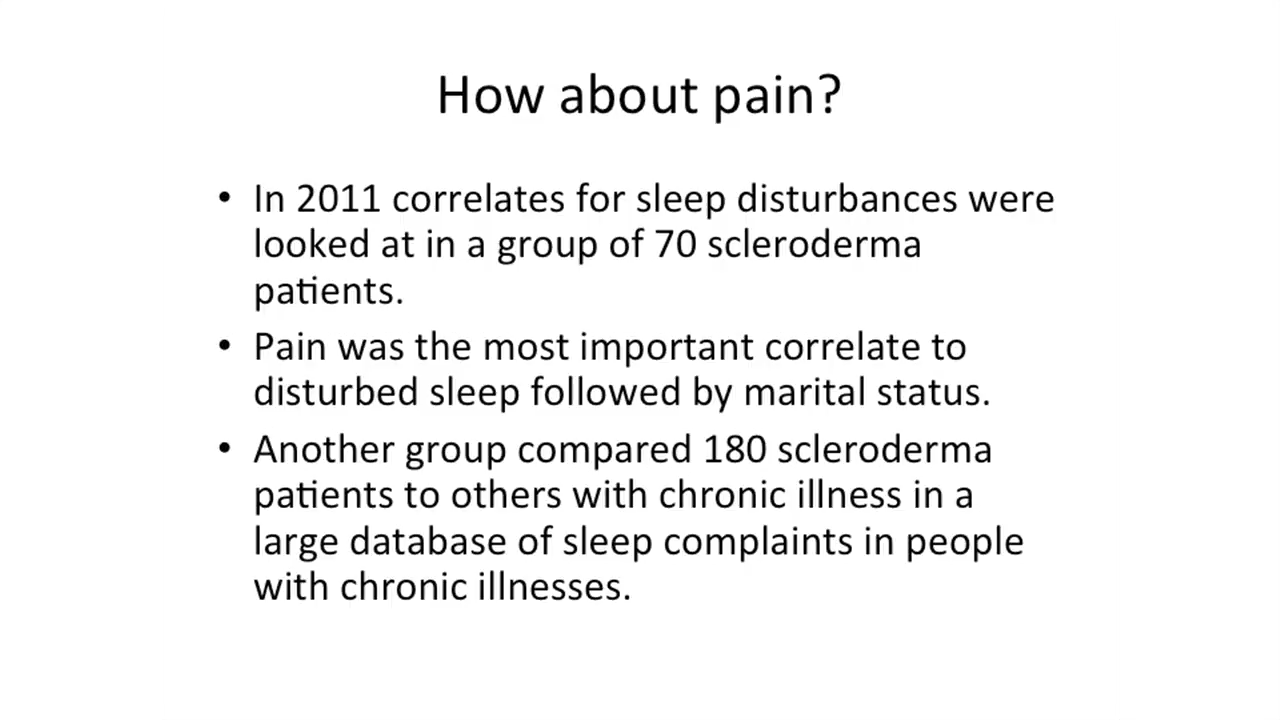 How about pain?
• In 2011 correlates for sleep disturbances were
looked at in a group of 70 scleroderma
patients.
• Pain was the most important correlate to
disturbed sleep followed by marital status.
• Another group compared 180 scleroderma
patients to others with chronic illness in a
large database of sleep complaints in people
with chronic illnesses.